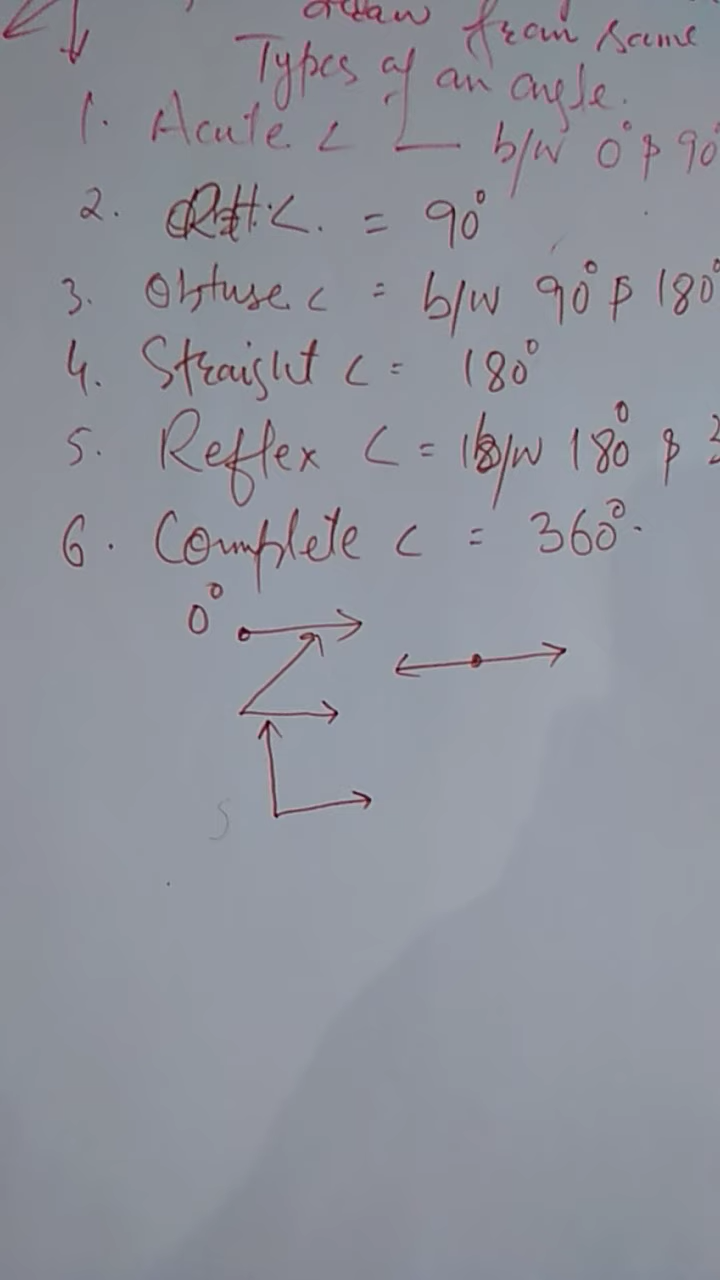 draw from same
Types of an angle.
1. Acute < b/w 0° & 90°
2. Rt. <. = 90°
3. Obtuse < = b/w 90° & 180°
4. Straight < = 180°
5. Reflex < = b/w 180° & 3
6. Complete < = 360°.
0°